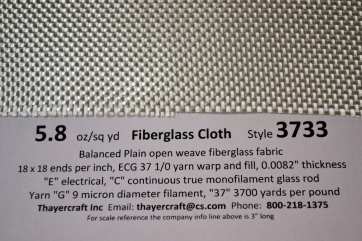 5.8 oz/sq yd Fiberglass Cloth Style 3733
Balanced Plain open weave fiberglass fabric
18 x 18 ends per inch, ECG 37 1/0 yarn warp and fill, 0.0082" thickness
"E" electrical, "C" continuous true monofilament glass rod
Yarn "G" 9 micron diameter filament, "37" 3700 yards per pound
Thayercraft Inc Email: thayercraft@cs.com Phone: 800-218-1375
For scale reference the company info line above is 3" long